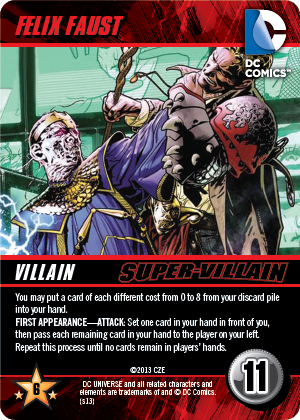 FELIX FAUST
DC
DC
COMICS™
VILLAIN
SUPER-VILLAIN
You may put a card of each different cost from 0 to 8 from your discard pile
into your hand.
FIRST APPEARANCE—ATTACK: Set one card in your hand in front of you,
then pass each remaining card in your hand to the player on your left.
Repeat this process until no cards remain in players' hands.
©2013 CZE
6
DC UNIVERSE and all related characters and
elements are trademarks of and © DC Comics.
(s13)
11